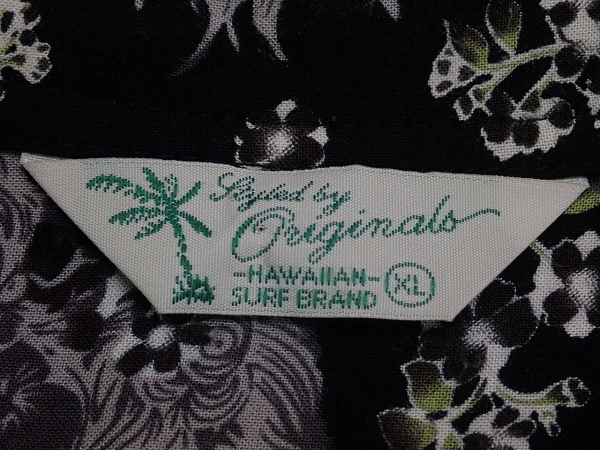 Styled by
Originals
-HAWAIIAN-
SURF BRAND
XL